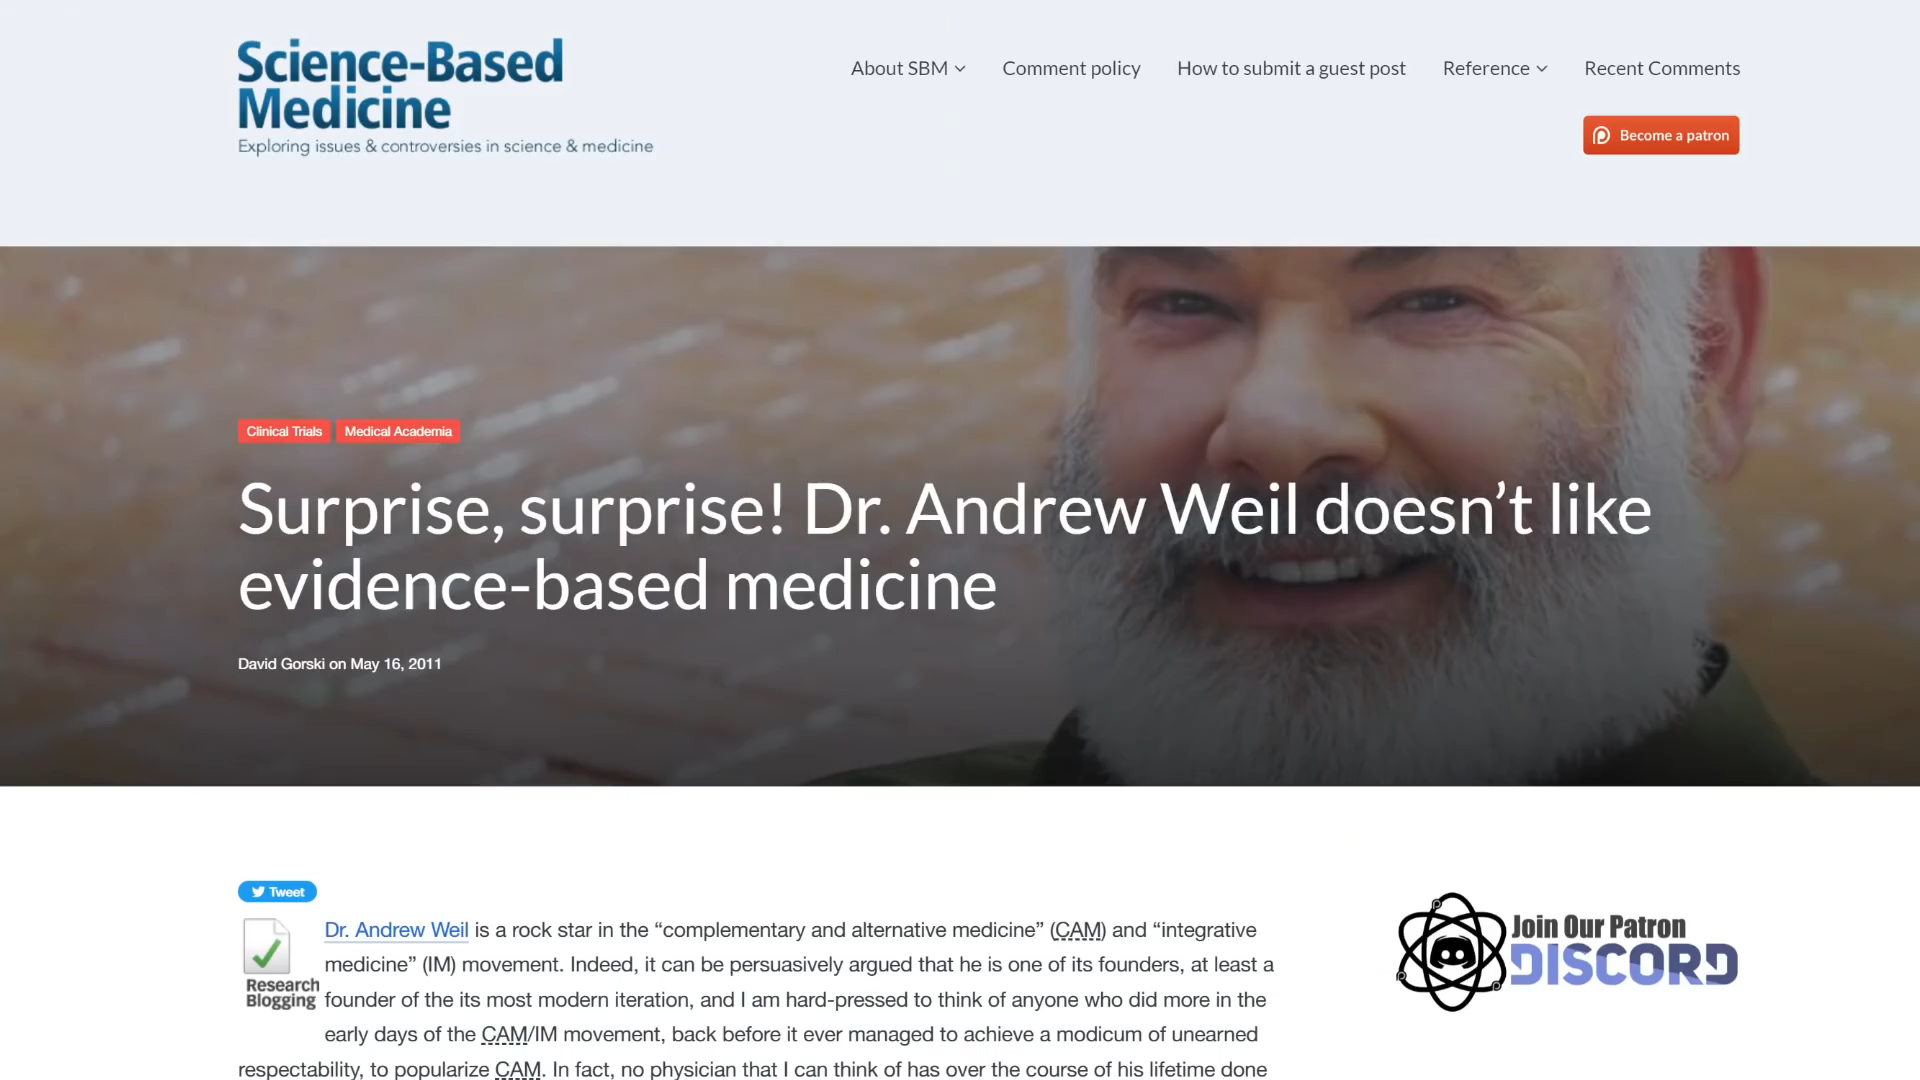 Science-Based
Medicine
Exploring issues & controversies in science & medicine
About SBM
Comment policy
How to submit a guest post
Reference
Recent Comments
Become a patron
Clinical Trials
Medical Academia
Surprise, surprise! Dr. Andrew Weil doesn’t like
evidence-based medicine
David Gorski on May 16, 2011
Tweet
Research
Blogging
Dr. Andrew Weil is a rock star in the “complementary and alternative medicine” (CAM) and “integrative
medicine” (IM) movement. Indeed, it can be persuasively argued that he is one of its founders, at least a
founder of the its most modern iteration, and I am hard-pressed to think of anyone who did more in the
early days of the CAM/IM movement, back before it ever managed to achieve a modicum of unearned
respectability, to popularize CAM. In fact, no physician that I can think of has over the course of his lifetime done
Join Our Patron
DISCORD